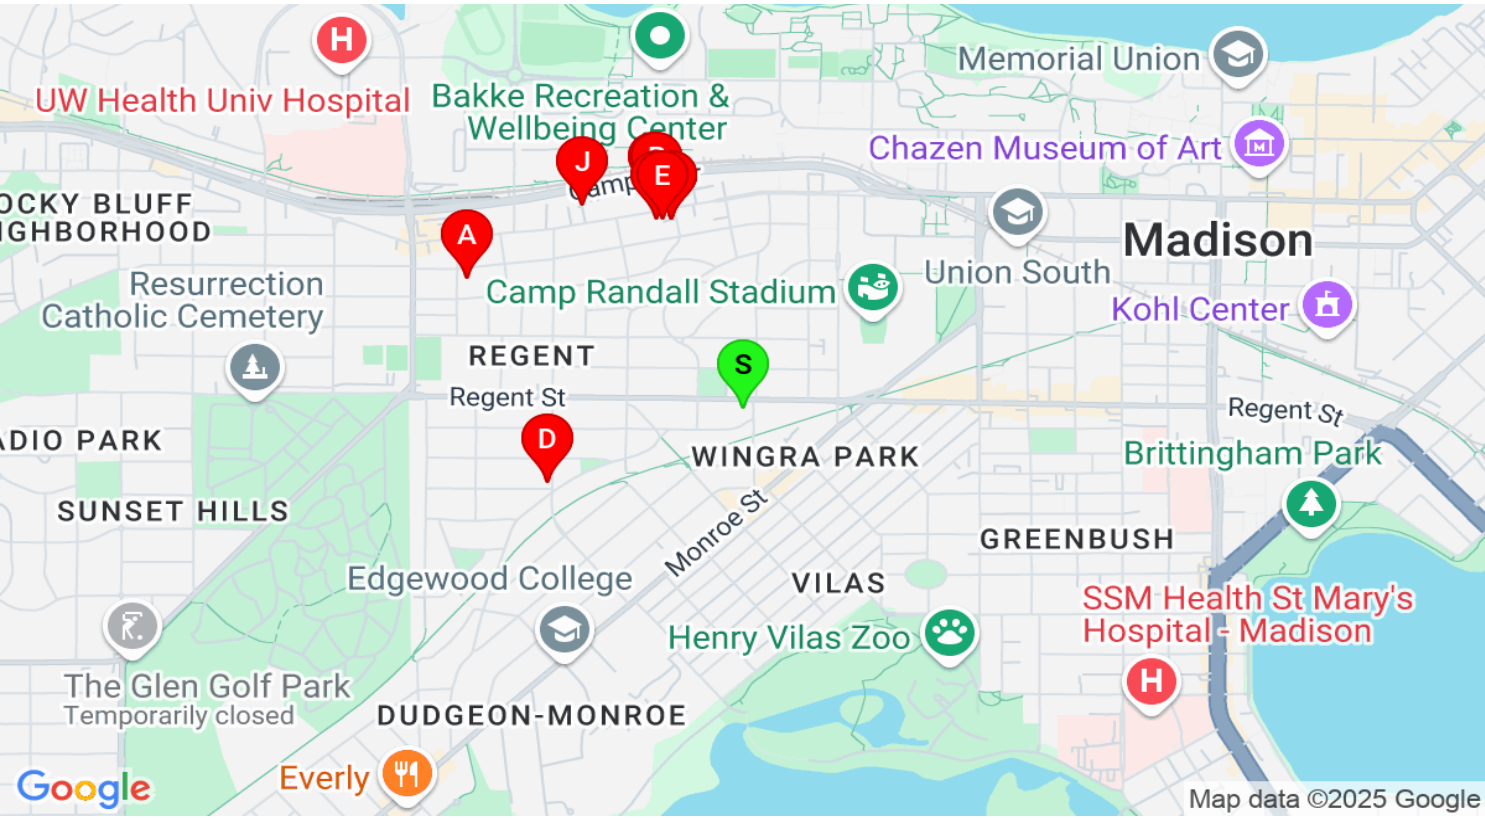 H
UW Health Univ Hospital
Bakke Recreation &
Wellbeing Center
Memorial Union
Chazen Museum of Art
M
J
E
A
OCKY BLUFF
IGHBORHOOD
Madison
Union South
Resurrection
Catholic Cemetery
Camp Randall Stadium
Kohl Center
REGENT
S
Regent St
Regent St
D
ADIO PARK
WINGRA PARK
Brittingham Park
SUNSET HILLS
Monroe St
GREENBUSH
Edgewood College
VILAS
SSM Health St Mary's
Hospital - Madison
Henry Vilas Zoo
H
The Glen Golf Park
Temporarily closed
DUDGEON-MONROE
Everly
Google
Map data ©2025 Google